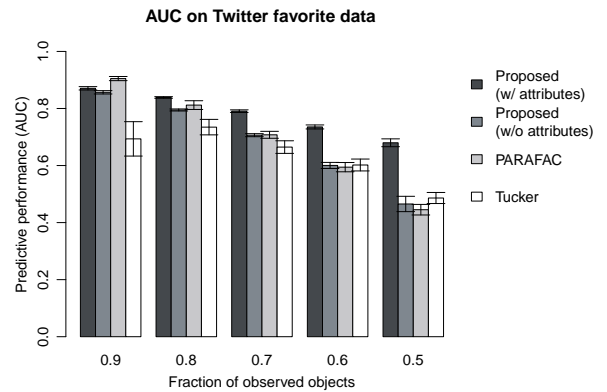 AUC on Twitter favorite data
Predictive performance (AUC)
1.0
0.8
0.6
0.4
0.2
0.0
0.9 0.8 0.7 0.6 0.5
Fraction of observed objects
Proposed
(w/ attributes)
Proposed
(w/o attributes)
PARAFAC
Tucker